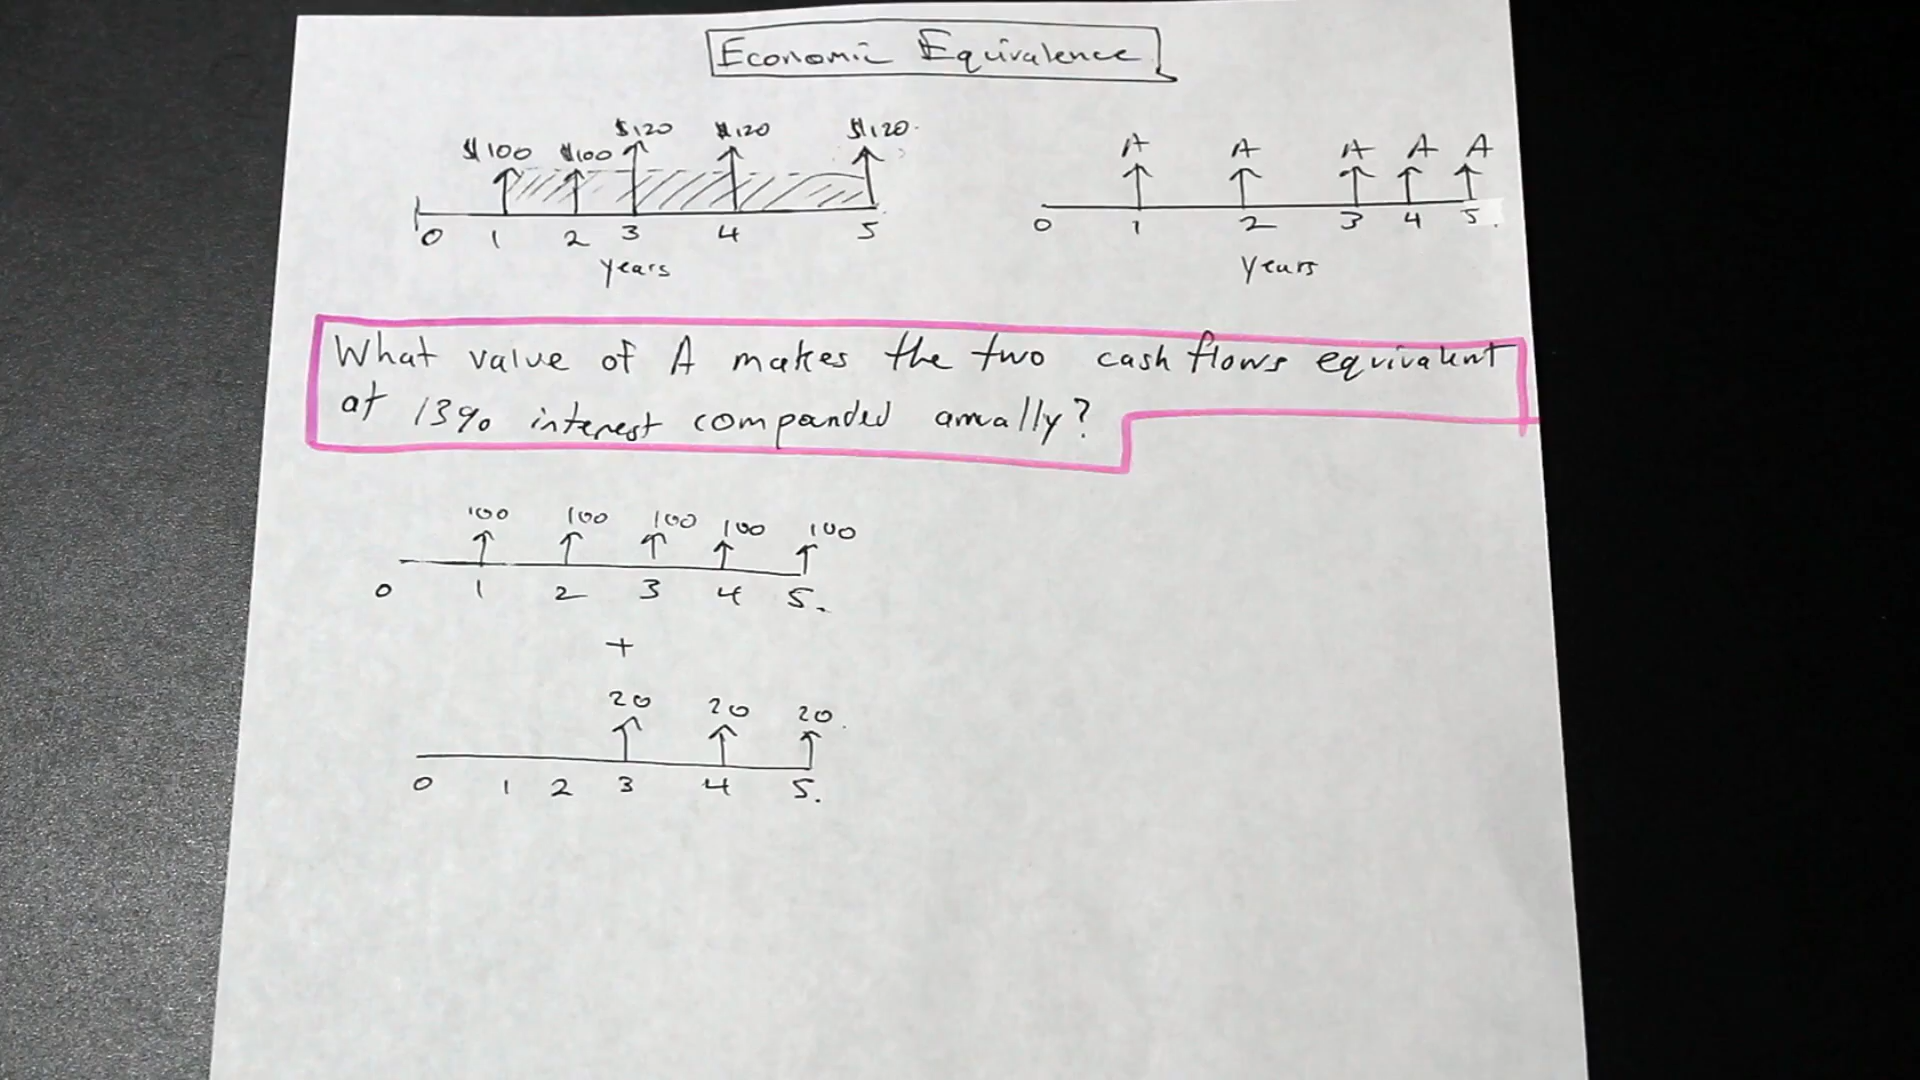 Economic Equivalence
$100 $100 $120 $120 $120.
0 1 2 3 4 5
years
A A A A A
0 1 2 3 4 5.
years
What value of A makes the two cash flows equivalent
at 13% interest compounded annually?
100 100 100 100 100
0 1 2 3 4 5.
+
20 20 20.
0 1 2 3 4 5.